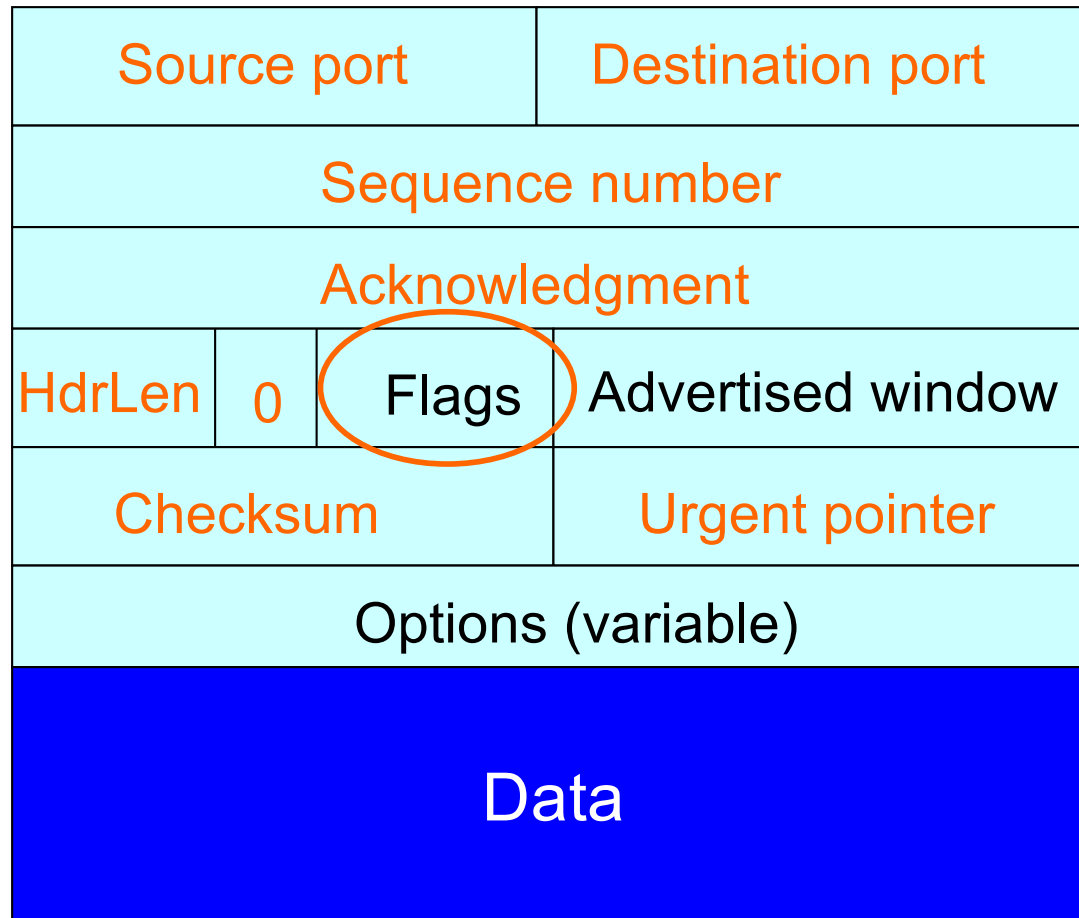 Source port Destination port
Sequence number
Acknowledgment
HdrLen 0 Flags Advertised window
Checksum Urgent pointer
Options (variable)
Data